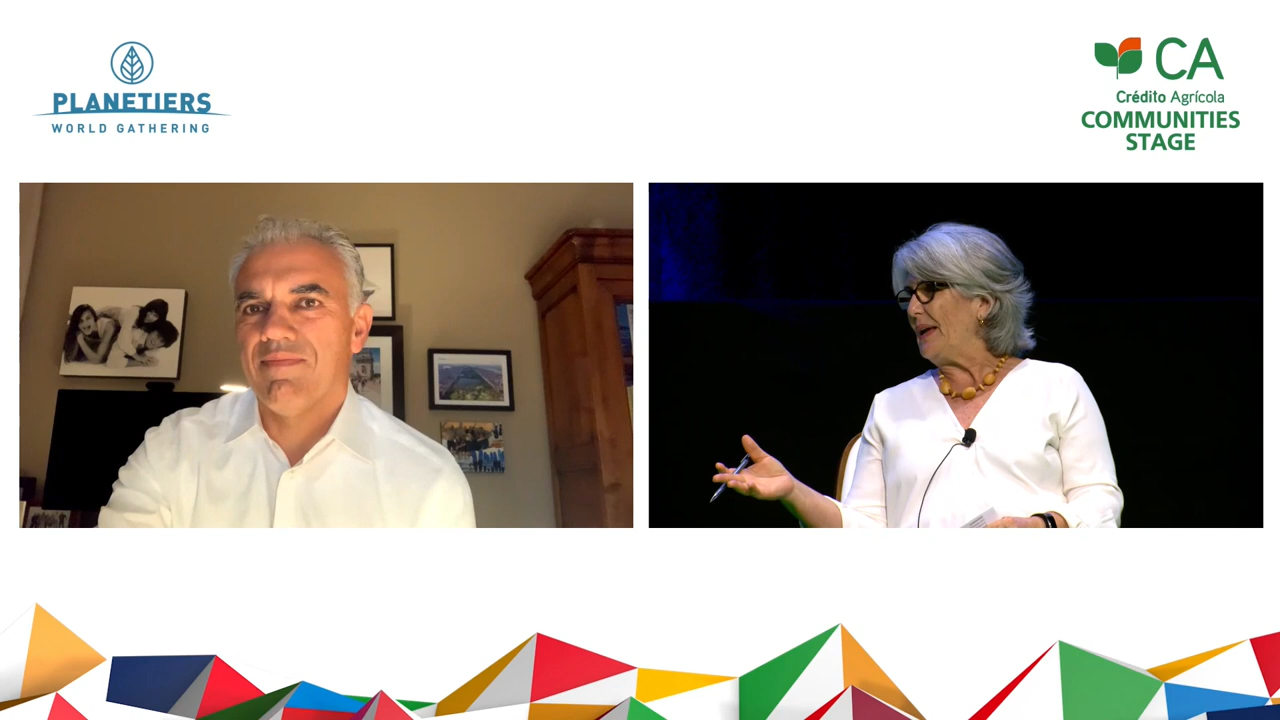 PLANETIERS
WORLD GATHERING
CA
Crédito Agrícola
COMMUNITIES
STAGE